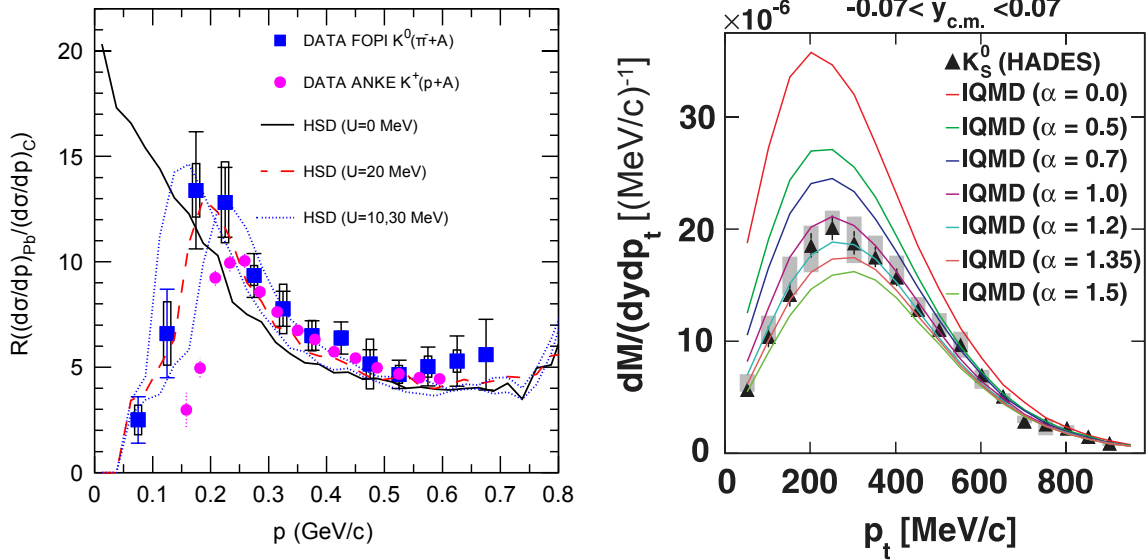 DATA FOPI K⁰(π⁻+A)
DATA ANKE K⁺(p+A)
HSD (U=0 MeV)
HSD (U=20 MeV)
HSD (U=10,30 MeV)
R((dσ/dp)Pb/(dσ/dp)C)
20
15
10
5
0
0 0.1 0.2 0.3 0.4 0.5 0.6 0.7 0.8
p (GeV/c)
×10⁻⁶
-0.07< y c.m. <0.07
K⁰S (HADES)
IQMD (α = 0.0)
IQMD (α = 0.5)
IQMD (α = 0.7)
IQMD (α = 1.0)
IQMD (α = 1.2)
IQMD (α = 1.35)
IQMD (α = 1.5)
dM/(dydpt [(MeV/c)⁻¹]
30
20
10
0
0 200 400 600 800
pt [MeV/c]